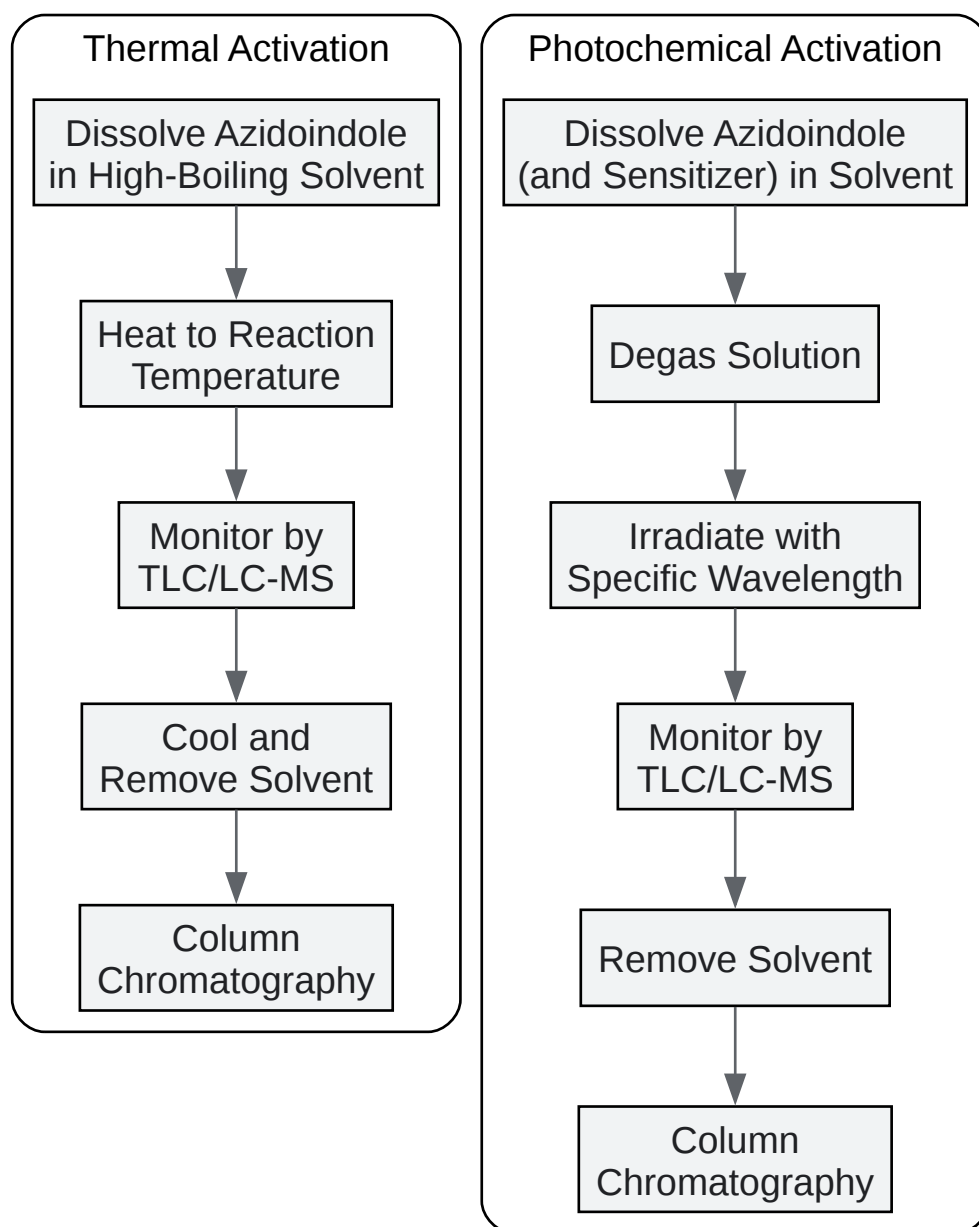 Thermal Activation
Dissolve Azidoindole
in High-Boiling Solvent
Heat to Reaction
Temperature
Monitor by
TLC/LC-MS
Cool and
Remove Solvent
Column
Chromatography
Photochemical Activation
Dissolve Azidoindole
(and Sensitizer) in Solvent
Degas Solution
Irradiate with
Specific Wavelength
Monitor by
TLC/LC-MS
Remove Solvent
Column
Chromatography